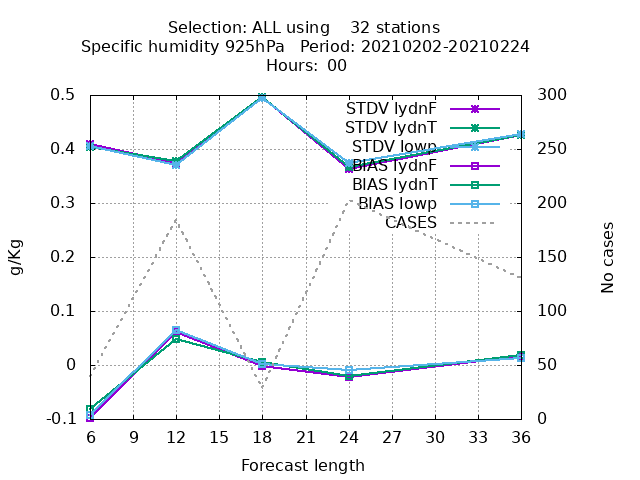 Selection: ALL using    32 stations
Specific humidity 925hPa   Period: 20210202-20210224
Hours:  00
0.5
0.4
0.3
0.2
0.1
0
-0.1
g/Kg
STDV lydnF
STDV lydnT
STDV lowp
BIAS lydnF
BIAS lydnT
BIAS lowp
CASES
300
250
200
150
100
50
0
No cases
6 9 12 15 18 21 24 27 30 33 36
Forecast length